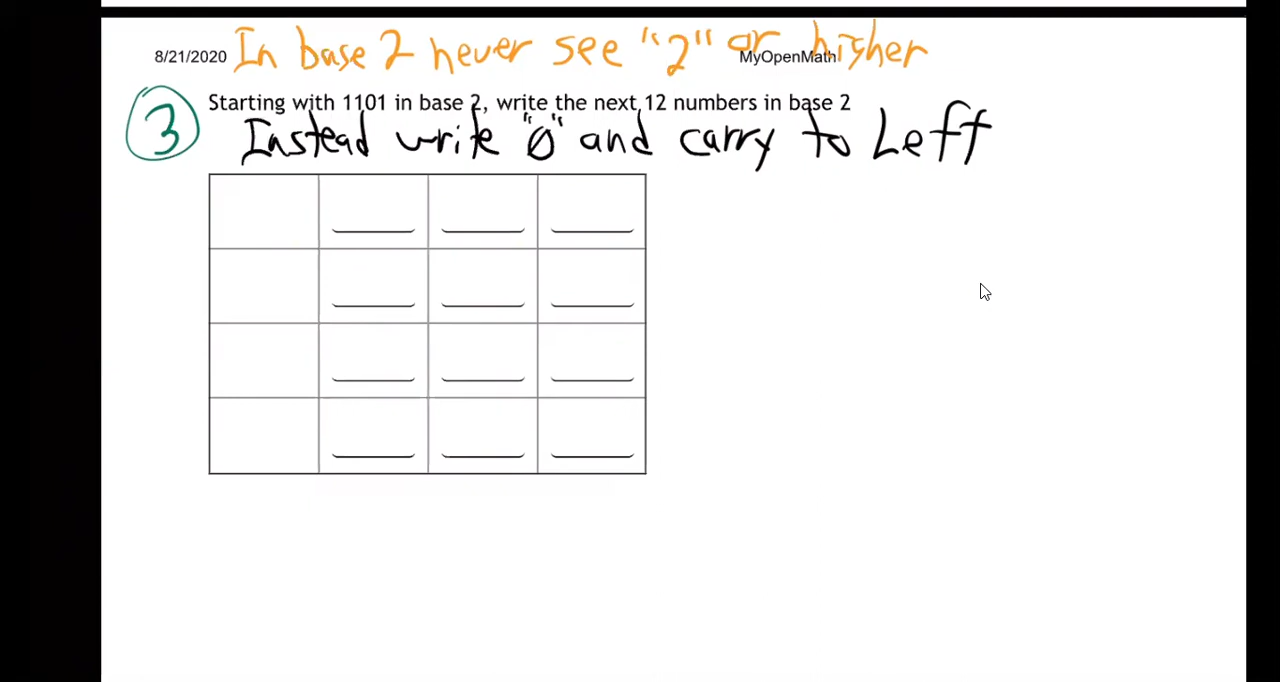 In base 2 never see "2" or higher
8/21/2020 MyOpenMath
3 Starting with 1101 in base 2, write the next 12 numbers in base 2
Instead write "0" and carry to Left